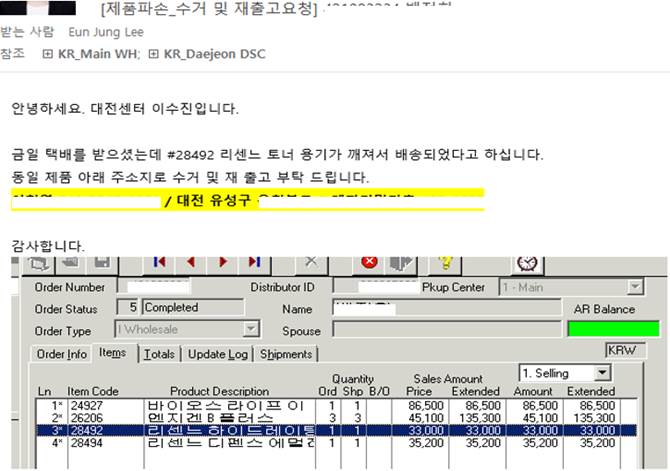 [제품파손_수거 및 재출고요청]
받는 사람 Eun Jung Lee
참조 KR_Main WH; KR_Daejeon DSC
안녕하세요. 대전센터 이수진입니다.
금일 택배를 받으셨는데 #28492 리센느 토너 용기가 깨져서 배송되었다고 하십니다.
동일 제품 아래 주소지로 수거 및 재 출고 부탁 드립니다.
/ 대전 유성구
감사합니다.
Order Number Distributor ID Pkup Center 1 - Main
Order Status 5 Completed Name AR Balance
Order Type Wholesale Spouse
Order Info Items Totals Update Log Shipments KRW
Quantity Sales Amount 1. Selling
Ln Item Code Product Description Ord Shp B/O Price Extended Amount Extended
1* 24927 바이오스 라이프 이 1 1 86,500 86,500 86,500 86,500
2* 26206 엔지겐 B 플러스 3 3 45,100 135,300 45,100 135,300
3* 28492 리센느 하이드레이팅 1 1 33,000 33,000 33,000 33,000
4* 28494 리센느 디펜스 에멀 1 1 35,200 35,200 35,200 35,200